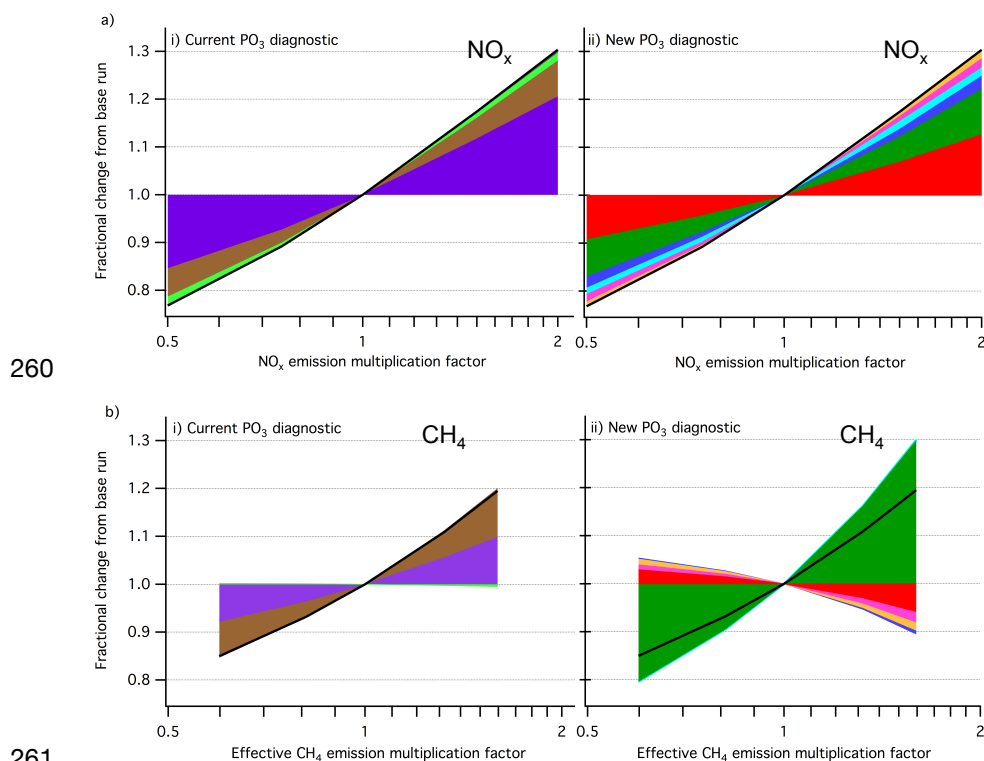 a)
i) Current PO₃ diagnostic
NOₓ
ii) New PO₃ diagnostic
NOₓ
Fractional change from base run
1.3
1.2
1.1
1.0
0.9
0.8
0.5 1 2
0.5 1 2
NOₓ emission multiplication factor
NOₓ emission multiplication factor
260
b)
i) Current PO₃ diagnostic
CH₄
ii) New PO₃ diagnostic
CH₄
Fractional change from base run
1.3
1.2
1.1
1.0
0.9
0.8
0.5 1 2
0.5 1 2
Effective CH₄ emission multiplication factor
Effective CH₄ emission multiplication factor
261